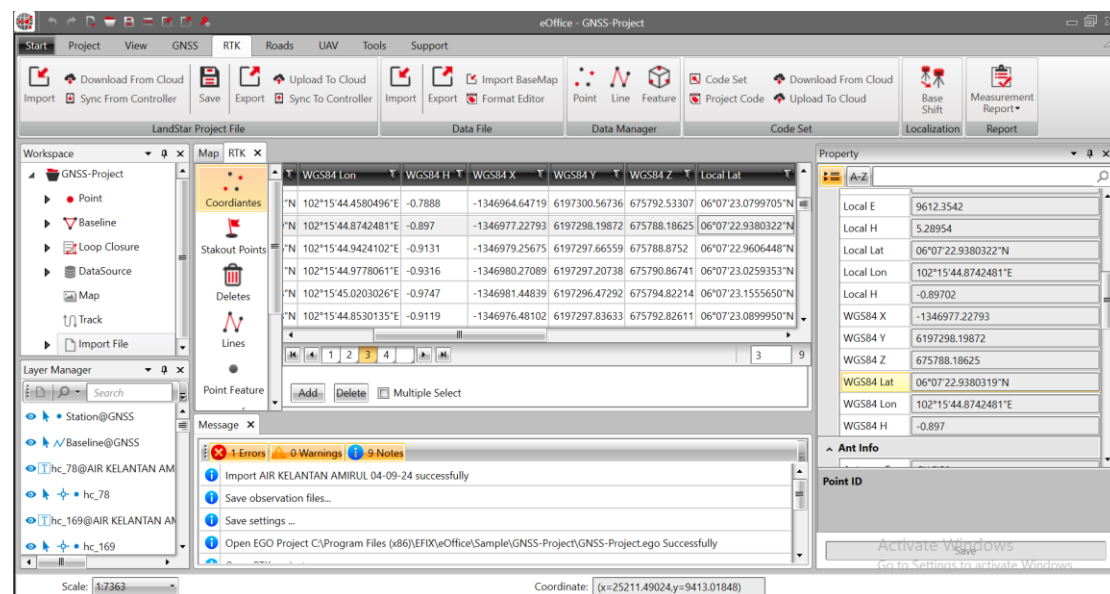 eOffice - GNSS-Project
Start Project View GNSS RTK Roads UAV Tools Support
Import Download From Cloud Sync From Controller Save Export Upload To Cloud Sync To Controller
LandStar Project File
Import Export Import BaseMap Format Editor
Data File
Point Line Feature
Data Manager
Code Set Download From Cloud
Project Code Upload To Cloud
Code Set
Base Shift
Localization
Measurement Report
Report
Workspace
GNSS-Project
Point
Baseline
Loop Closure
DataSource
Map
Track
Import File
Layer Manager
Search
Station@GNSS
Baseline@GNSS
hc_78@AIR KELANTAN AM
hc_78
hc_169@AIR KELANTAN AN
hc_169
Map RTK
Coordiantes
Stakout Points
Deletes
Lines
Point Feature
WGS84 Lon WGS84 H WGS84 X WGS84 Y WGS84 Z Local Lat
"N 102°15'44.4580496"E -0.7888 -1346964.64719 6197300.56736 675792.53307 06°07'23.0799705"N
"N 102°15'44.8742481"E -0.897 -1346977.22793 6197298.19872 675788.18625 06°07'22.9380322"N
"N 102°15'44.9424102"E -0.9131 -1346979.25675 6197297.66559 675788.8752 06°07'22.9606448"N
"N 102°15'44.9778061"E -0.9316 -1346980.27089 6197297.20738 675790.86741 06°07'23.0259353"N
"N 102°15'45.0203026"E -0.9747 -1346981.44839 6197296.47292 675794.82214 06°07'23.1555650"N
"N 102°15'44.8530135"E -0.9119 -1346976.48102 6197297.83633 675792.82611 06°07'23.0899950"N
1 2 3 4 3 9
Add Delete Multiple Select
Message
1 Errors 0 Warnings 9 Notes
Import AIR KELANTAN AMIRUL 04-09-24 successfully
Save observation files...
Save settings ...
Open EGO Project C:\Program Files (x86)\EFIX\eOffice\Sample\GNSS-Project\GNSS-Project.ego Successfully
Property
A-Z
Local E 9612.3542
Local H 5.28954
Local Lat 06°07'22.9380322"N
Local Lon 102°15'44.8742481"E
Local H -0.89702
WGS84 X -1346977.22793
WGS84 Y 6197298.19872
WGS84 Z 675788.18625
WGS84 Lat 06°07'22.9380319"N
WGS84 Lon 102°15'44.8742481"E
WGS84 H -0.897
Ant Info
Point ID
Save
Activate Windows
Go to Settings to activate Windows.
Scale: 1:7363
Coordinate: (x=25211.49024,y=9413.01848)